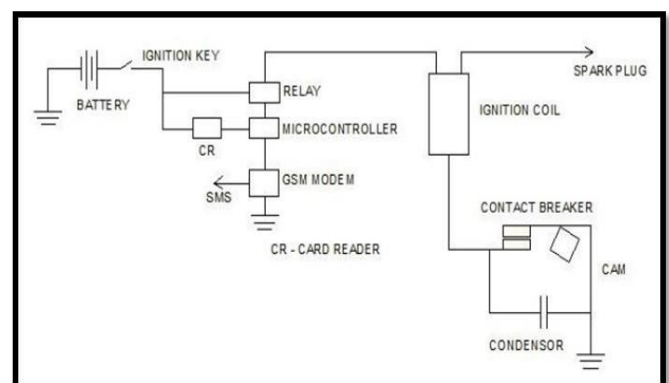 IGNITION KEY
BATTERY
RELAY
MICROCONTROLLER
CR
GSM MODEM
SMS
CR - CARD READER
SPARK PLUG
IGNITION COIL
CONTACT BREAKER
CAM
CONDENSOR